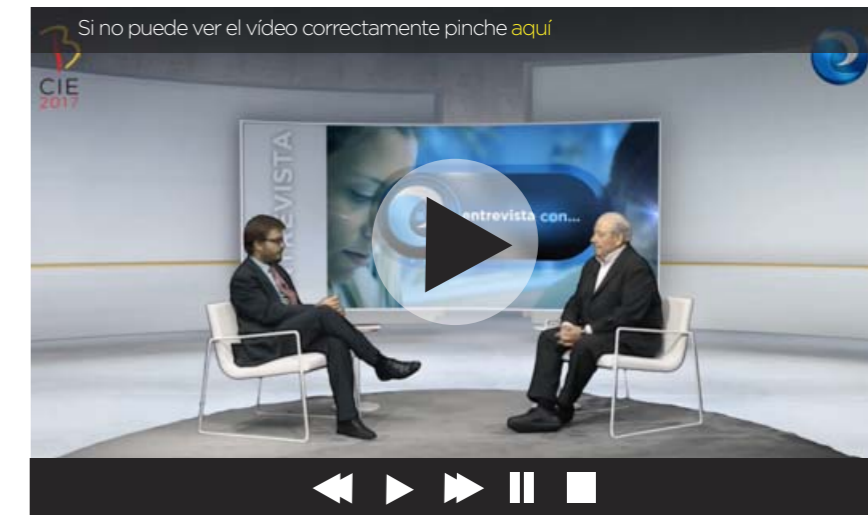 Si no puede ver el vídeo correctamente pinche aquí
CIE
2017
ENTREVISTA
entrevista con...